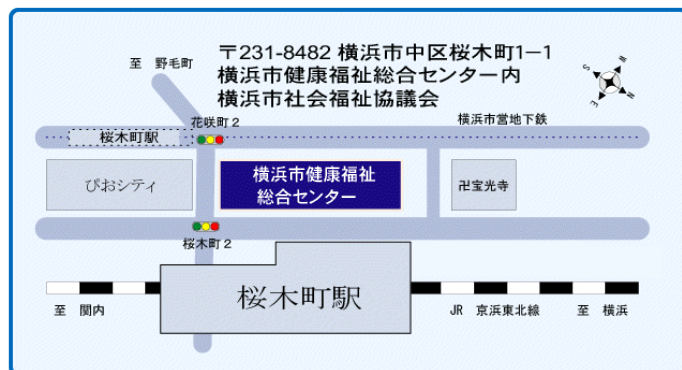 〒231-8482 横浜市中区桜木町1−1
横浜市健康福祉総合センター内
横浜市社会福祉協議会
至 野毛町
花咲町2
横浜市営地下鉄
桜木町駅
ぴおシティ
横浜市健康福祉
総合センター
卍宝光寺
桜木町2
桜木町駅
至 関内
JR 京浜東北線
至 横浜
W
N
S
E